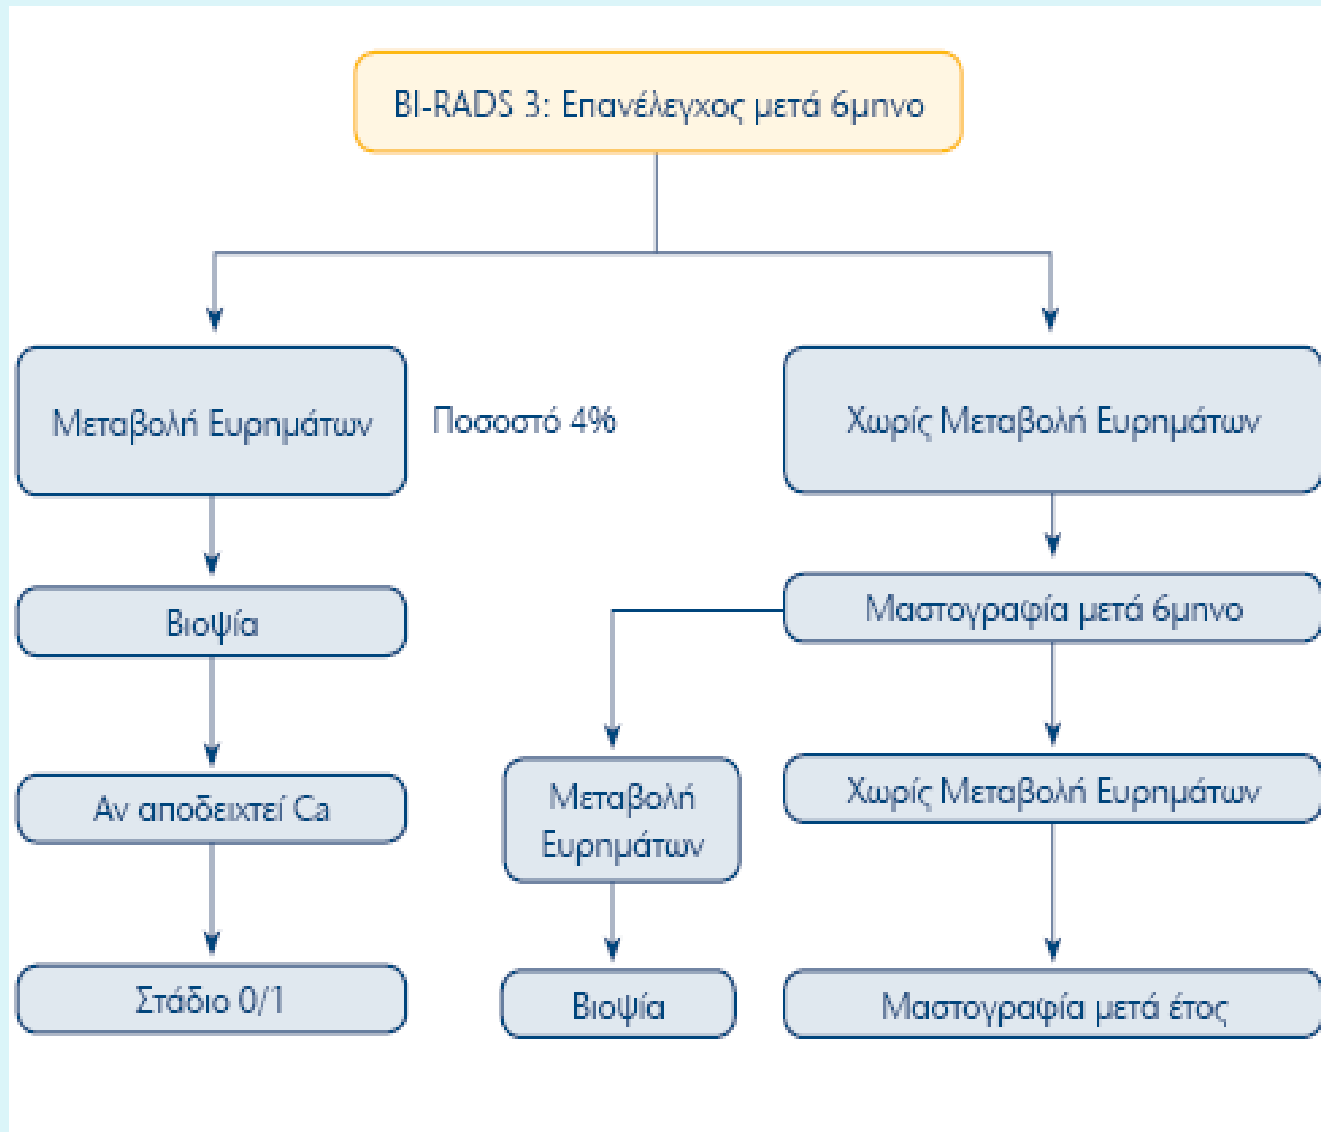 BI-RADS 3: Επανέλεγχος μετά 6μηνο
Μεταβολή Ευρημάτων
Ποσοστό 4%
Χωρίς Μεταβολή Ευρημάτων
Βιοψία
Μαστογραφία μετά 6μηνο
Αν αποδειχτεί Ca
Μεταβολή
Ευρημάτων
Χωρίς Μεταβολή Ευρημάτων
Στάδιο 0/1
Βιοψία
Μαστογραφία μετά έτος